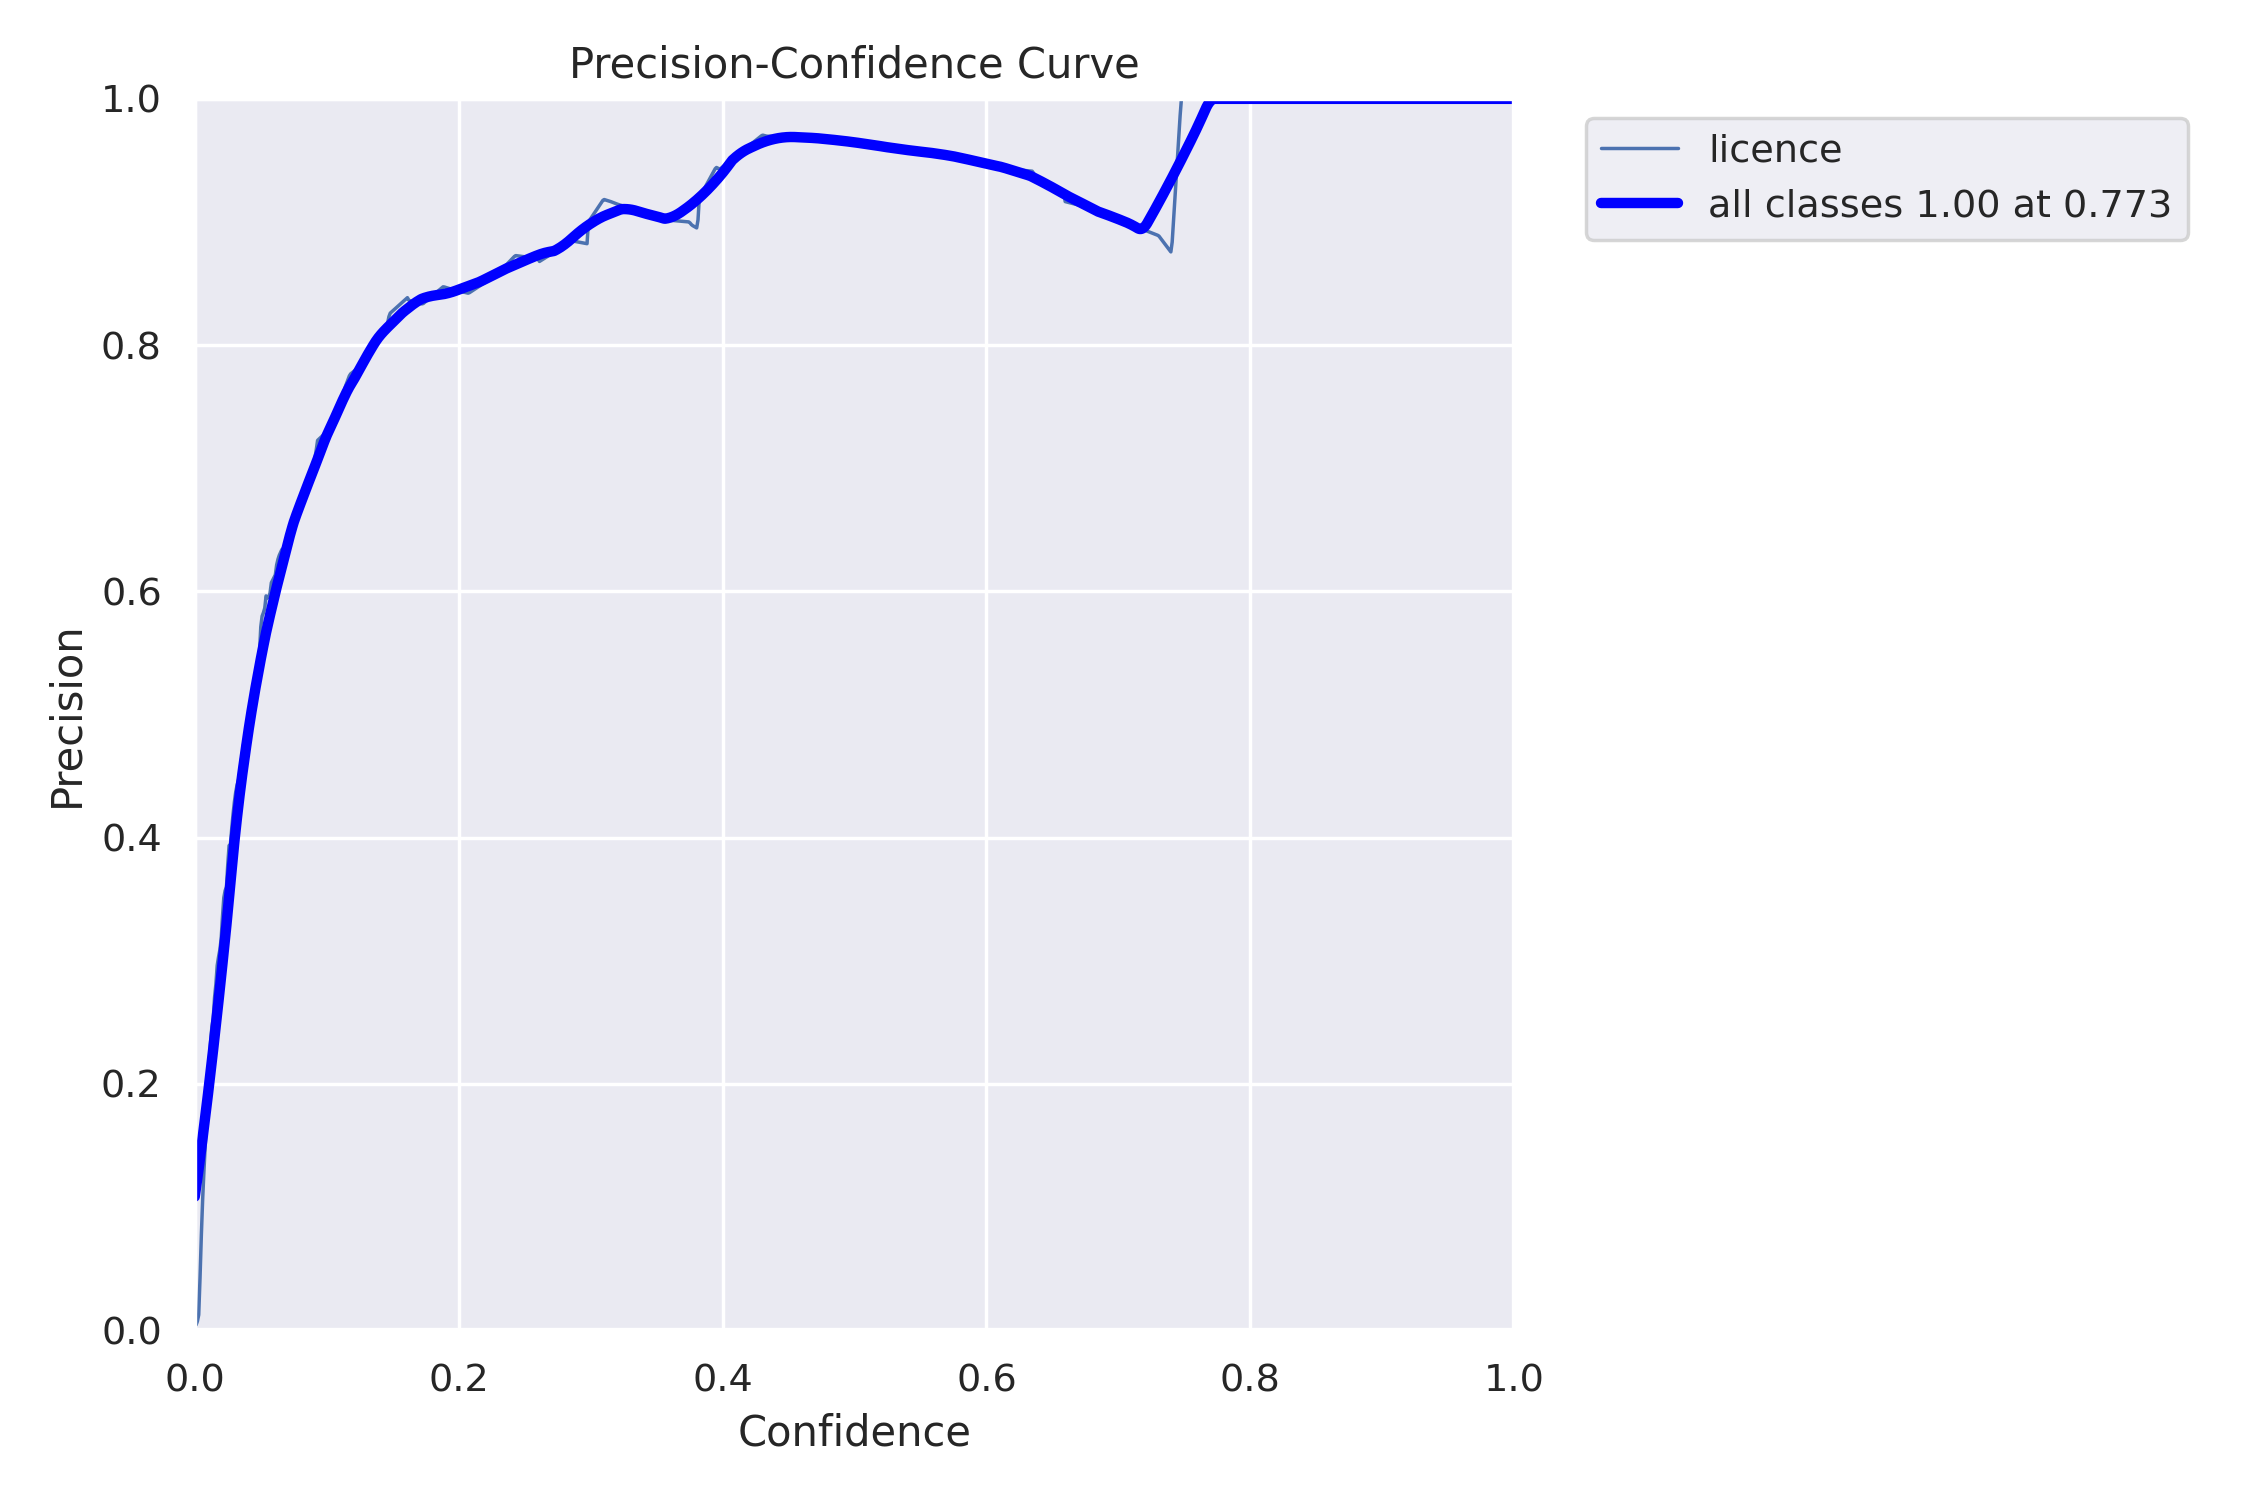 Precision-Confidence Curve
1.0
0.8
0.6
0.4
0.2
0.0
Precision
0.0 0.2 0.4 0.6 0.8 1.0
Confidence
licence
all classes 1.00 at 0.773